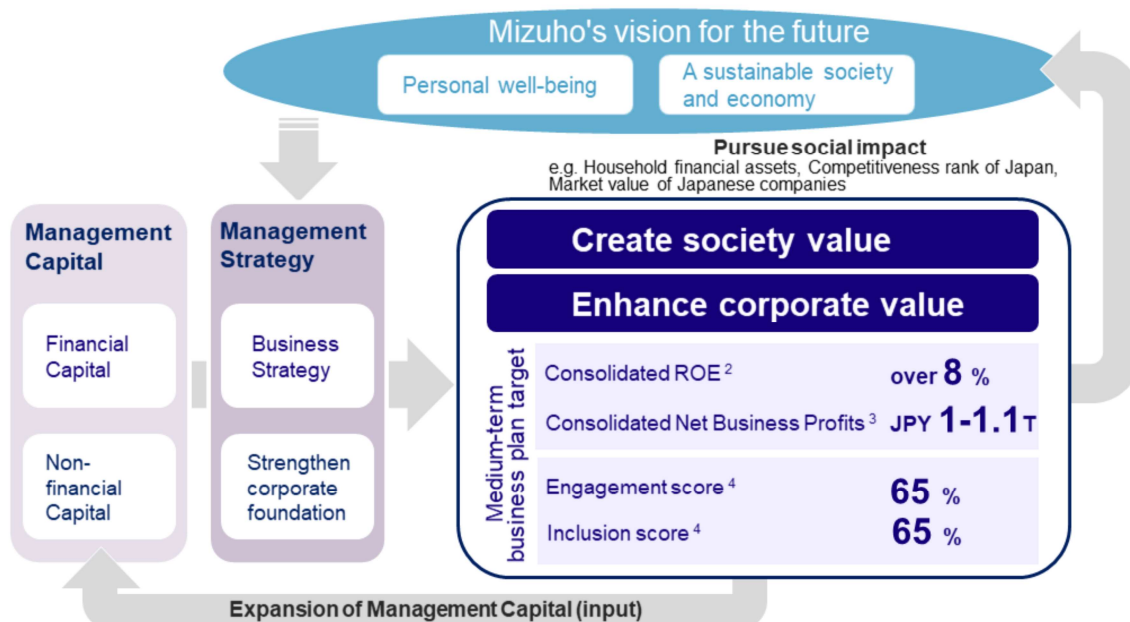 Mizuho's vision for the future
Personal well-being
A sustainable society
and economy
Pursue social impact
e.g. Household financial assets, Competitiveness rank of Japan,
Market value of Japanese companies
Management
Capital
Financial
Capital
Non-
financial
Capital
Management
Strategy
Business
Strategy
Strengthen
corporate
foundation
Create society value
Enhance corporate value
Medium-term
business plan target
Consolidated ROE 2 over 8 %
Consolidated Net Business Profits 3 JPY 1-1.1 T
Engagement score 4 65 %
Inclusion score 4 65 %
Expansion of Management Capital (input)